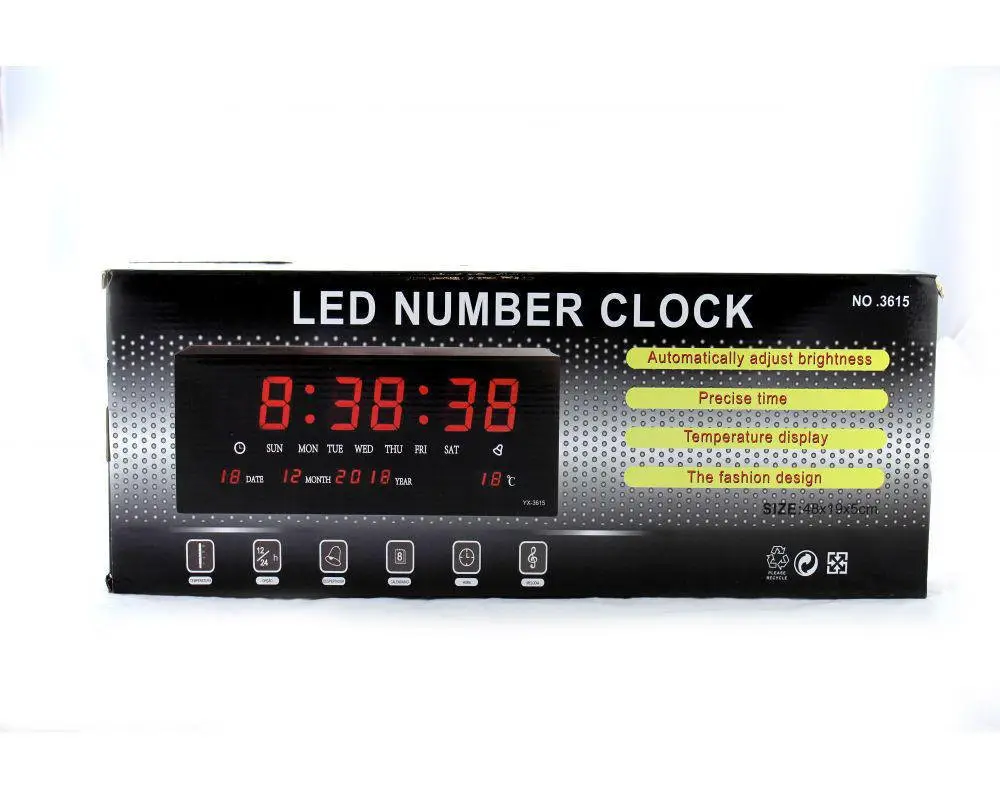 LED NUMBER CLOCK
NO .3615
Automatically adjust brightness
Precise time
Temperature display
The fashion design
SIZE:48x19x5cm
8:38:38
SUN MON TUE WED THU FRI SAT
18 DATE 12 MONTH 2018 YEAR 18 ℃
YX-3615
12/24 h
8
PLEASE
RECYCLE